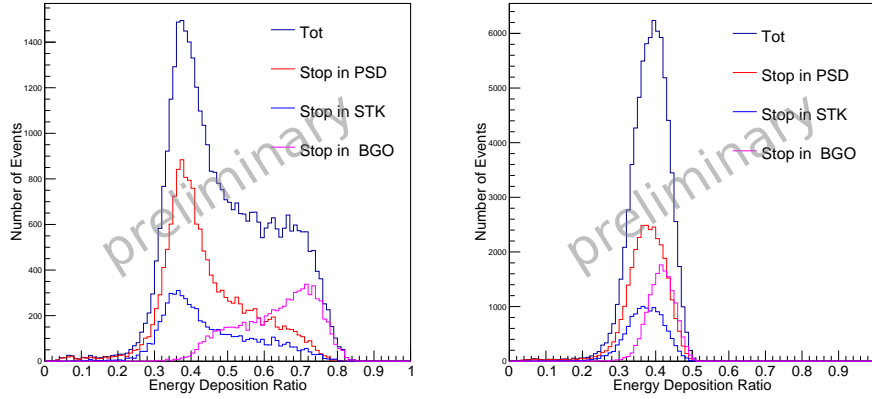 1400
1200
1000
800
600
400
200
0
Number of Events
Tot
Stop in PSD
Stop in STK
Stop in BGO
preliminary
0 0.1 0.2 0.3 0.4 0.5 0.6 0.7 0.8 0.9 1
Energy Deposition Ratio
6000
5000
4000
3000
2000
1000
0
Number of Events
Tot
Stop in PSD
Stop in STK
Stop in BGO
preliminary
0 0.1 0.2 0.3 0.4 0.5 0.6 0.7 0.8 0.9
Energy Deposition Ratio